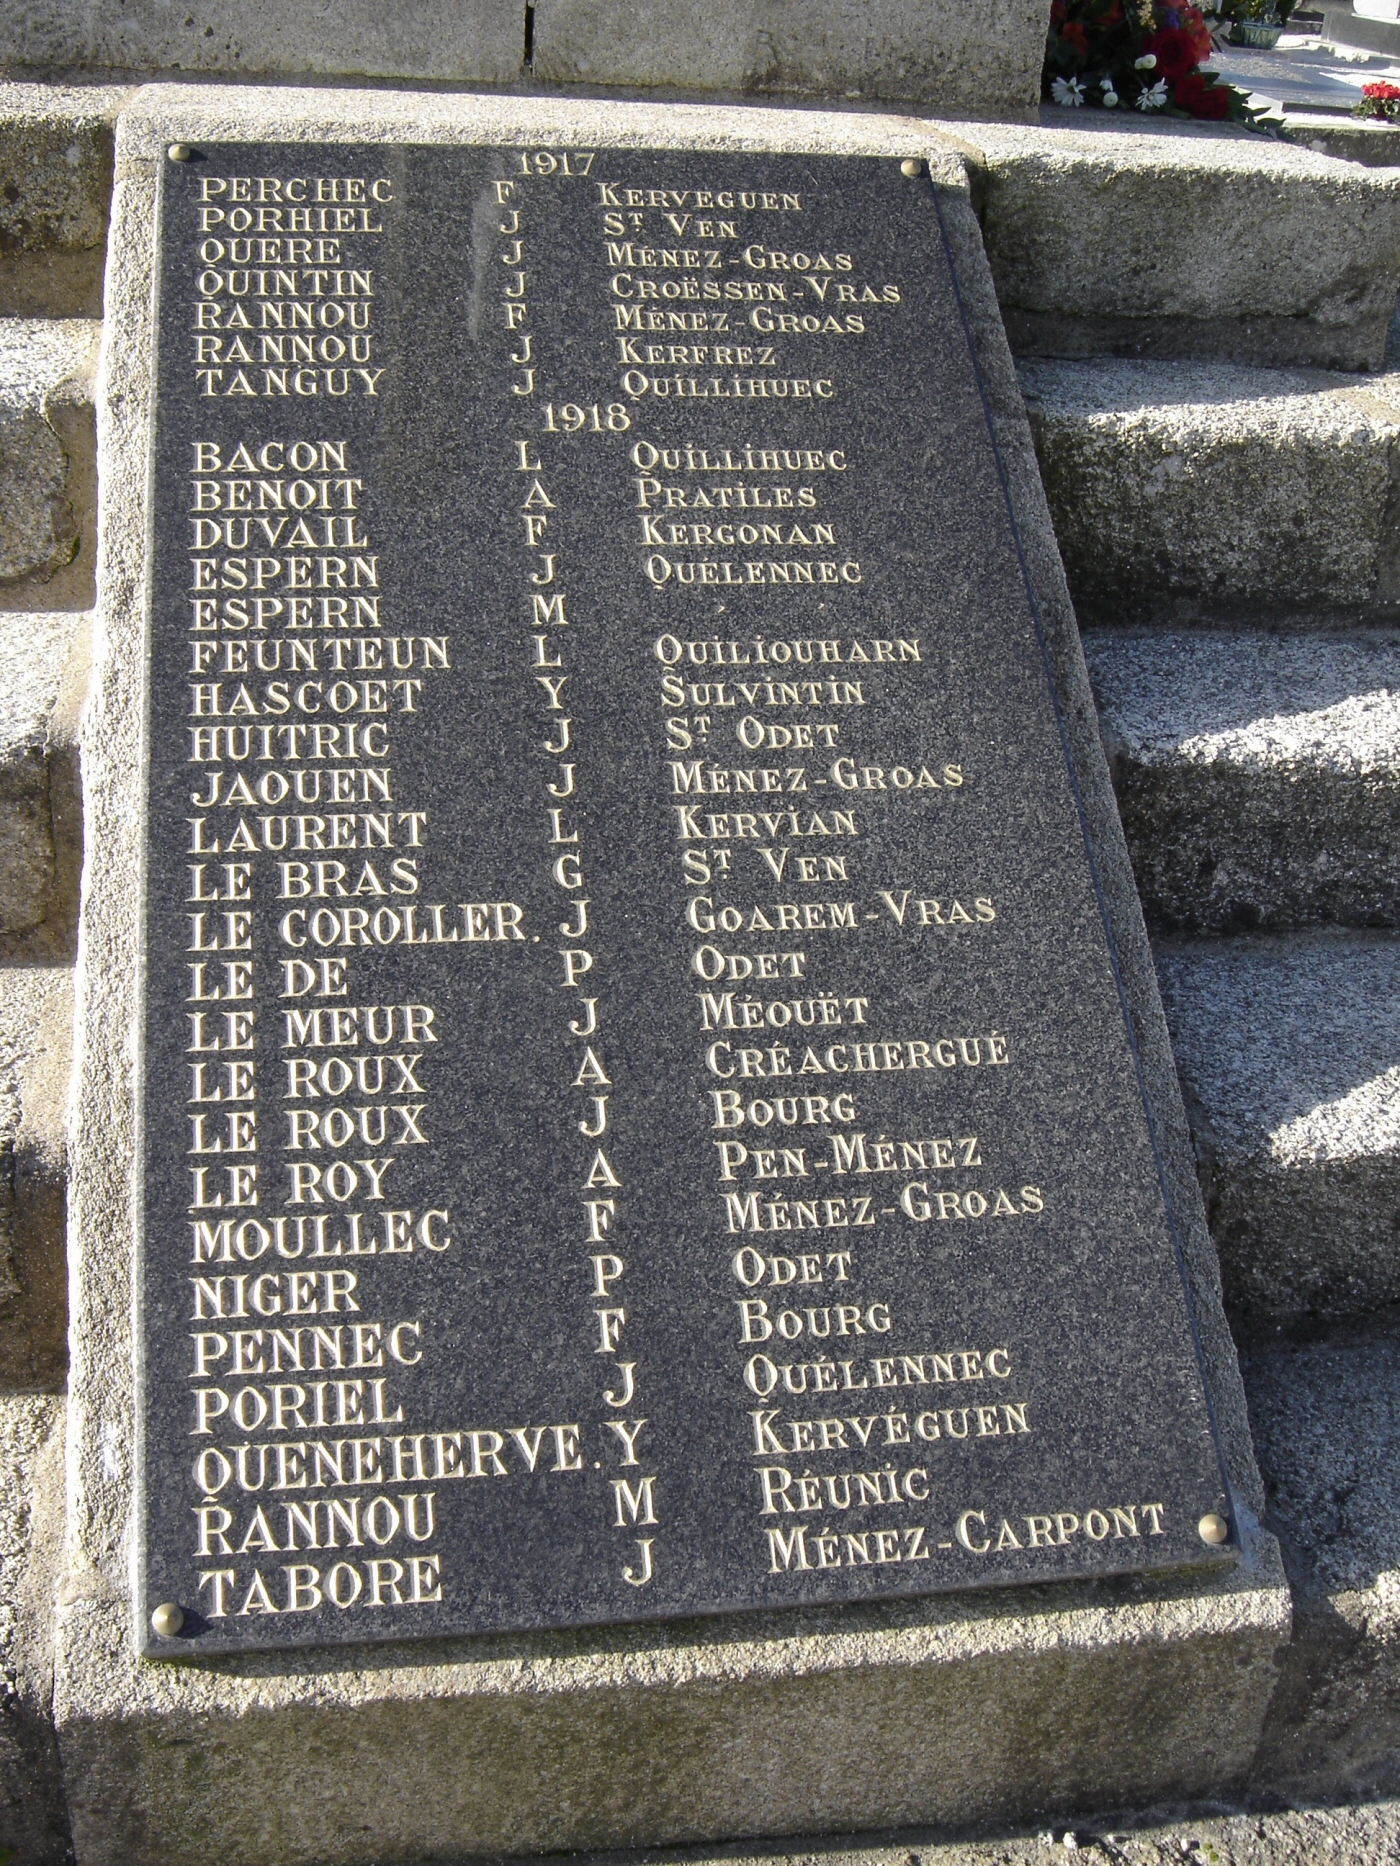 1917
PERCHEC F KERVEGUEN
PORHIEL J ST VEN
QUERE J MÉNEZ-GROAS
QUINTIN J CROËSSEN-VRAS
RANNOU F MÉNEZ-GROAS
RANNOU J KERFREZ
TANGUY J QUILLIHUEC
1918
BACON L QUILLIHUEC
BENOIT A PRATILES
DUVAIL F KERGONAN
ESPERN J QUÉLENNEC
ESPERN M , ,
FEUNTEUN L QUILIOUHARN
HASCOET Y SULVINTIN
HUITRIC J ST ODET
JAOUEN J MÉNEZ-GROAS
LAURENT L KERVIAN
LE BRAS G ST VEN
LE COROLLER. J GOAREM-VRAS
LE DE P ODET
LE MEUR J MÉOUËT
LE ROUX A CRÉACHERGUÉ
LE ROUX J BOURG
LE ROY A PEN-MÉNEZ
MOULLEC F MÉNEZ-GROAS
NIGER P ODET
PENNEC F BOURG
PORIEL J QUÉLENNEC
QUENEHERVE. Y KERVÉGUEN
RANNOU M RÉUNIC
TABORE J MÉNEZ-CARPONT